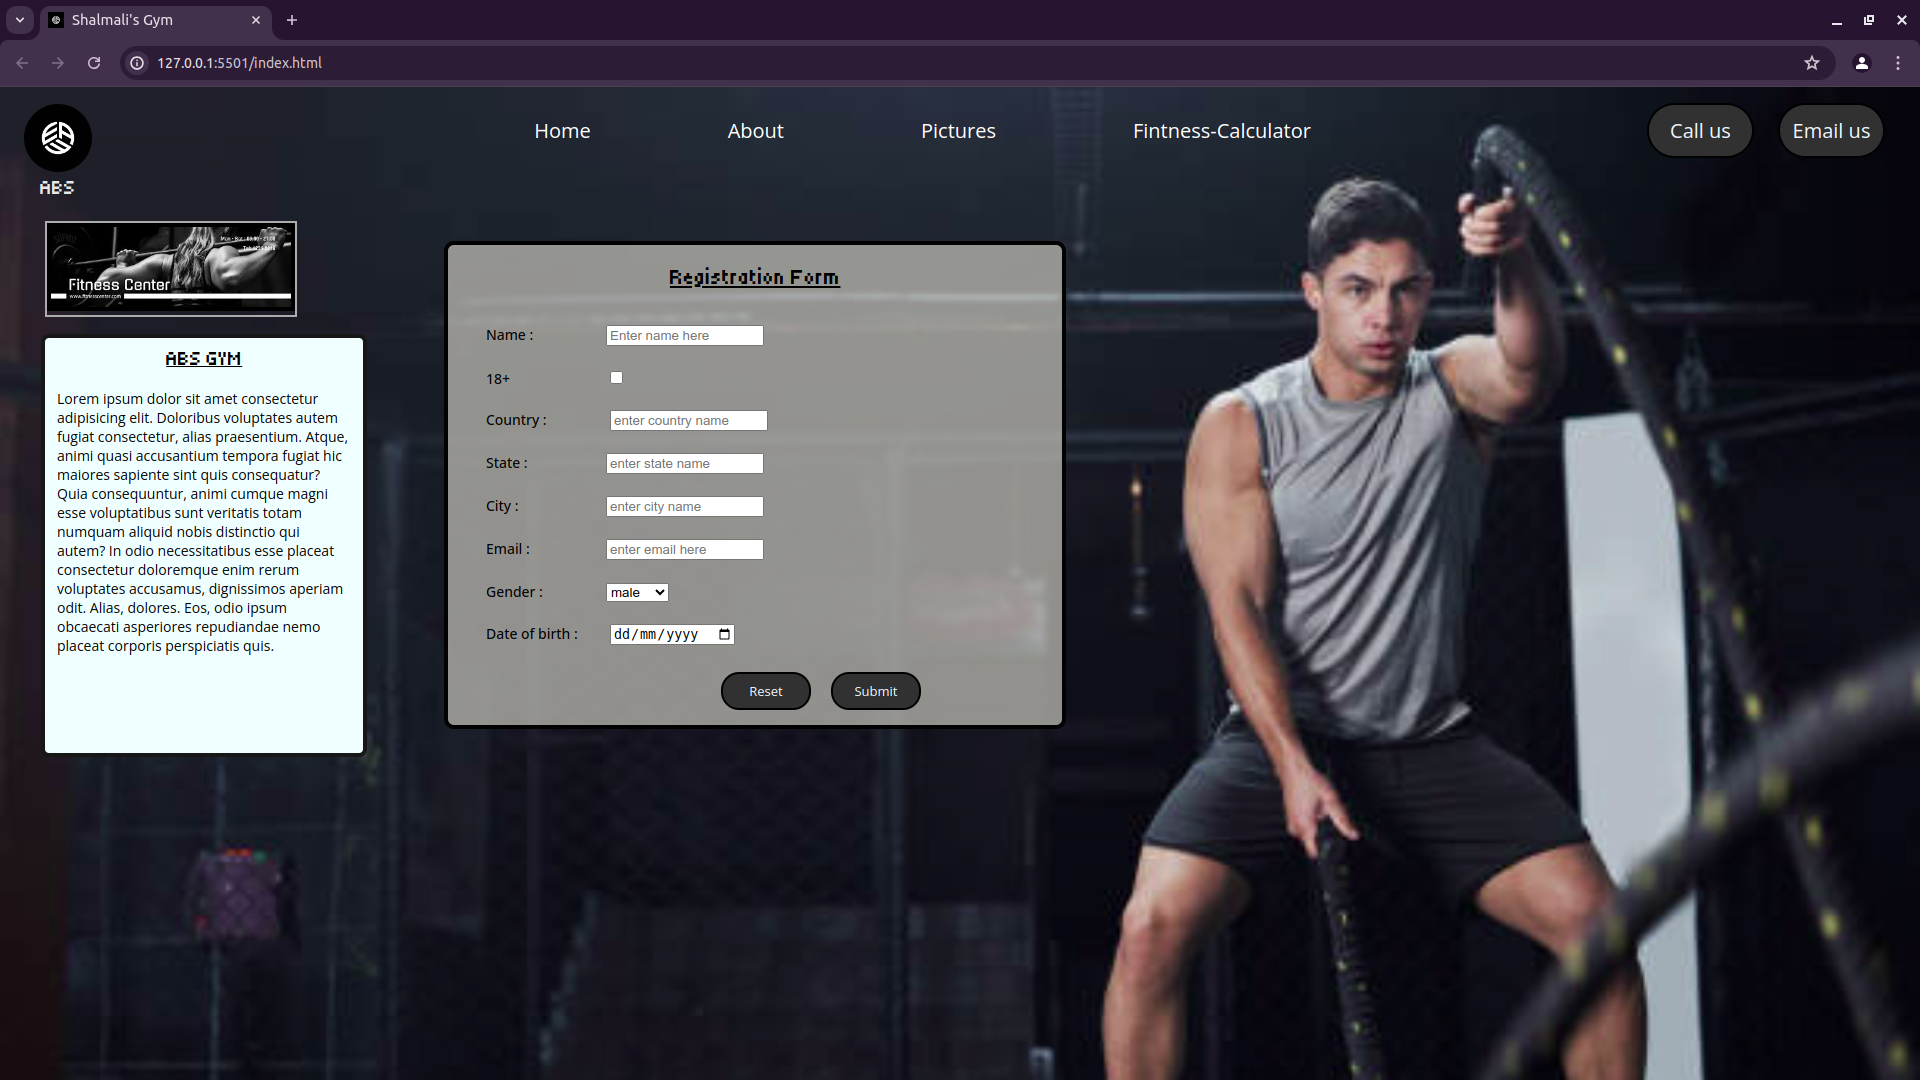 Shalmali's Gym
127.0.0.1:5501/index.html
Home
About
Pictures
Fintness-Calculator
Call us
Email us
ABS
Fitness Center
www.fitnesscenter.com
Registration Form
Name :
Enter name here
18+
Country :
enter country name
State :
enter state name
City :
enter city name
Email :
enter email here
Gender :
male
Date of birth :
dd/mm/yyyy
Reset
Submit
ABS GYM
Lorem ipsum dolor sit amet consectetur
adipisicing elit. Doloribus voluptates autem
fugiat consectetur, alias praesentium. Atque,
animi quasi accusantium tempora fugiat hic
maiores sapiente sint quis consequatur?
Quia consequuntur, animi cumque magni
esse voluptatibus sunt veritatis totam
numquam aliquid nobis distinctio qui
autem? In odio necessitatibus esse placeat
consectetur doloremque enim rerum
voluptates accusamus, dignissimos aperiam
odit. Alias, dolores. Eos, odio ipsum
obcaecati asperiores repudiandae nemo
placeat corporis perspiciatis quis.